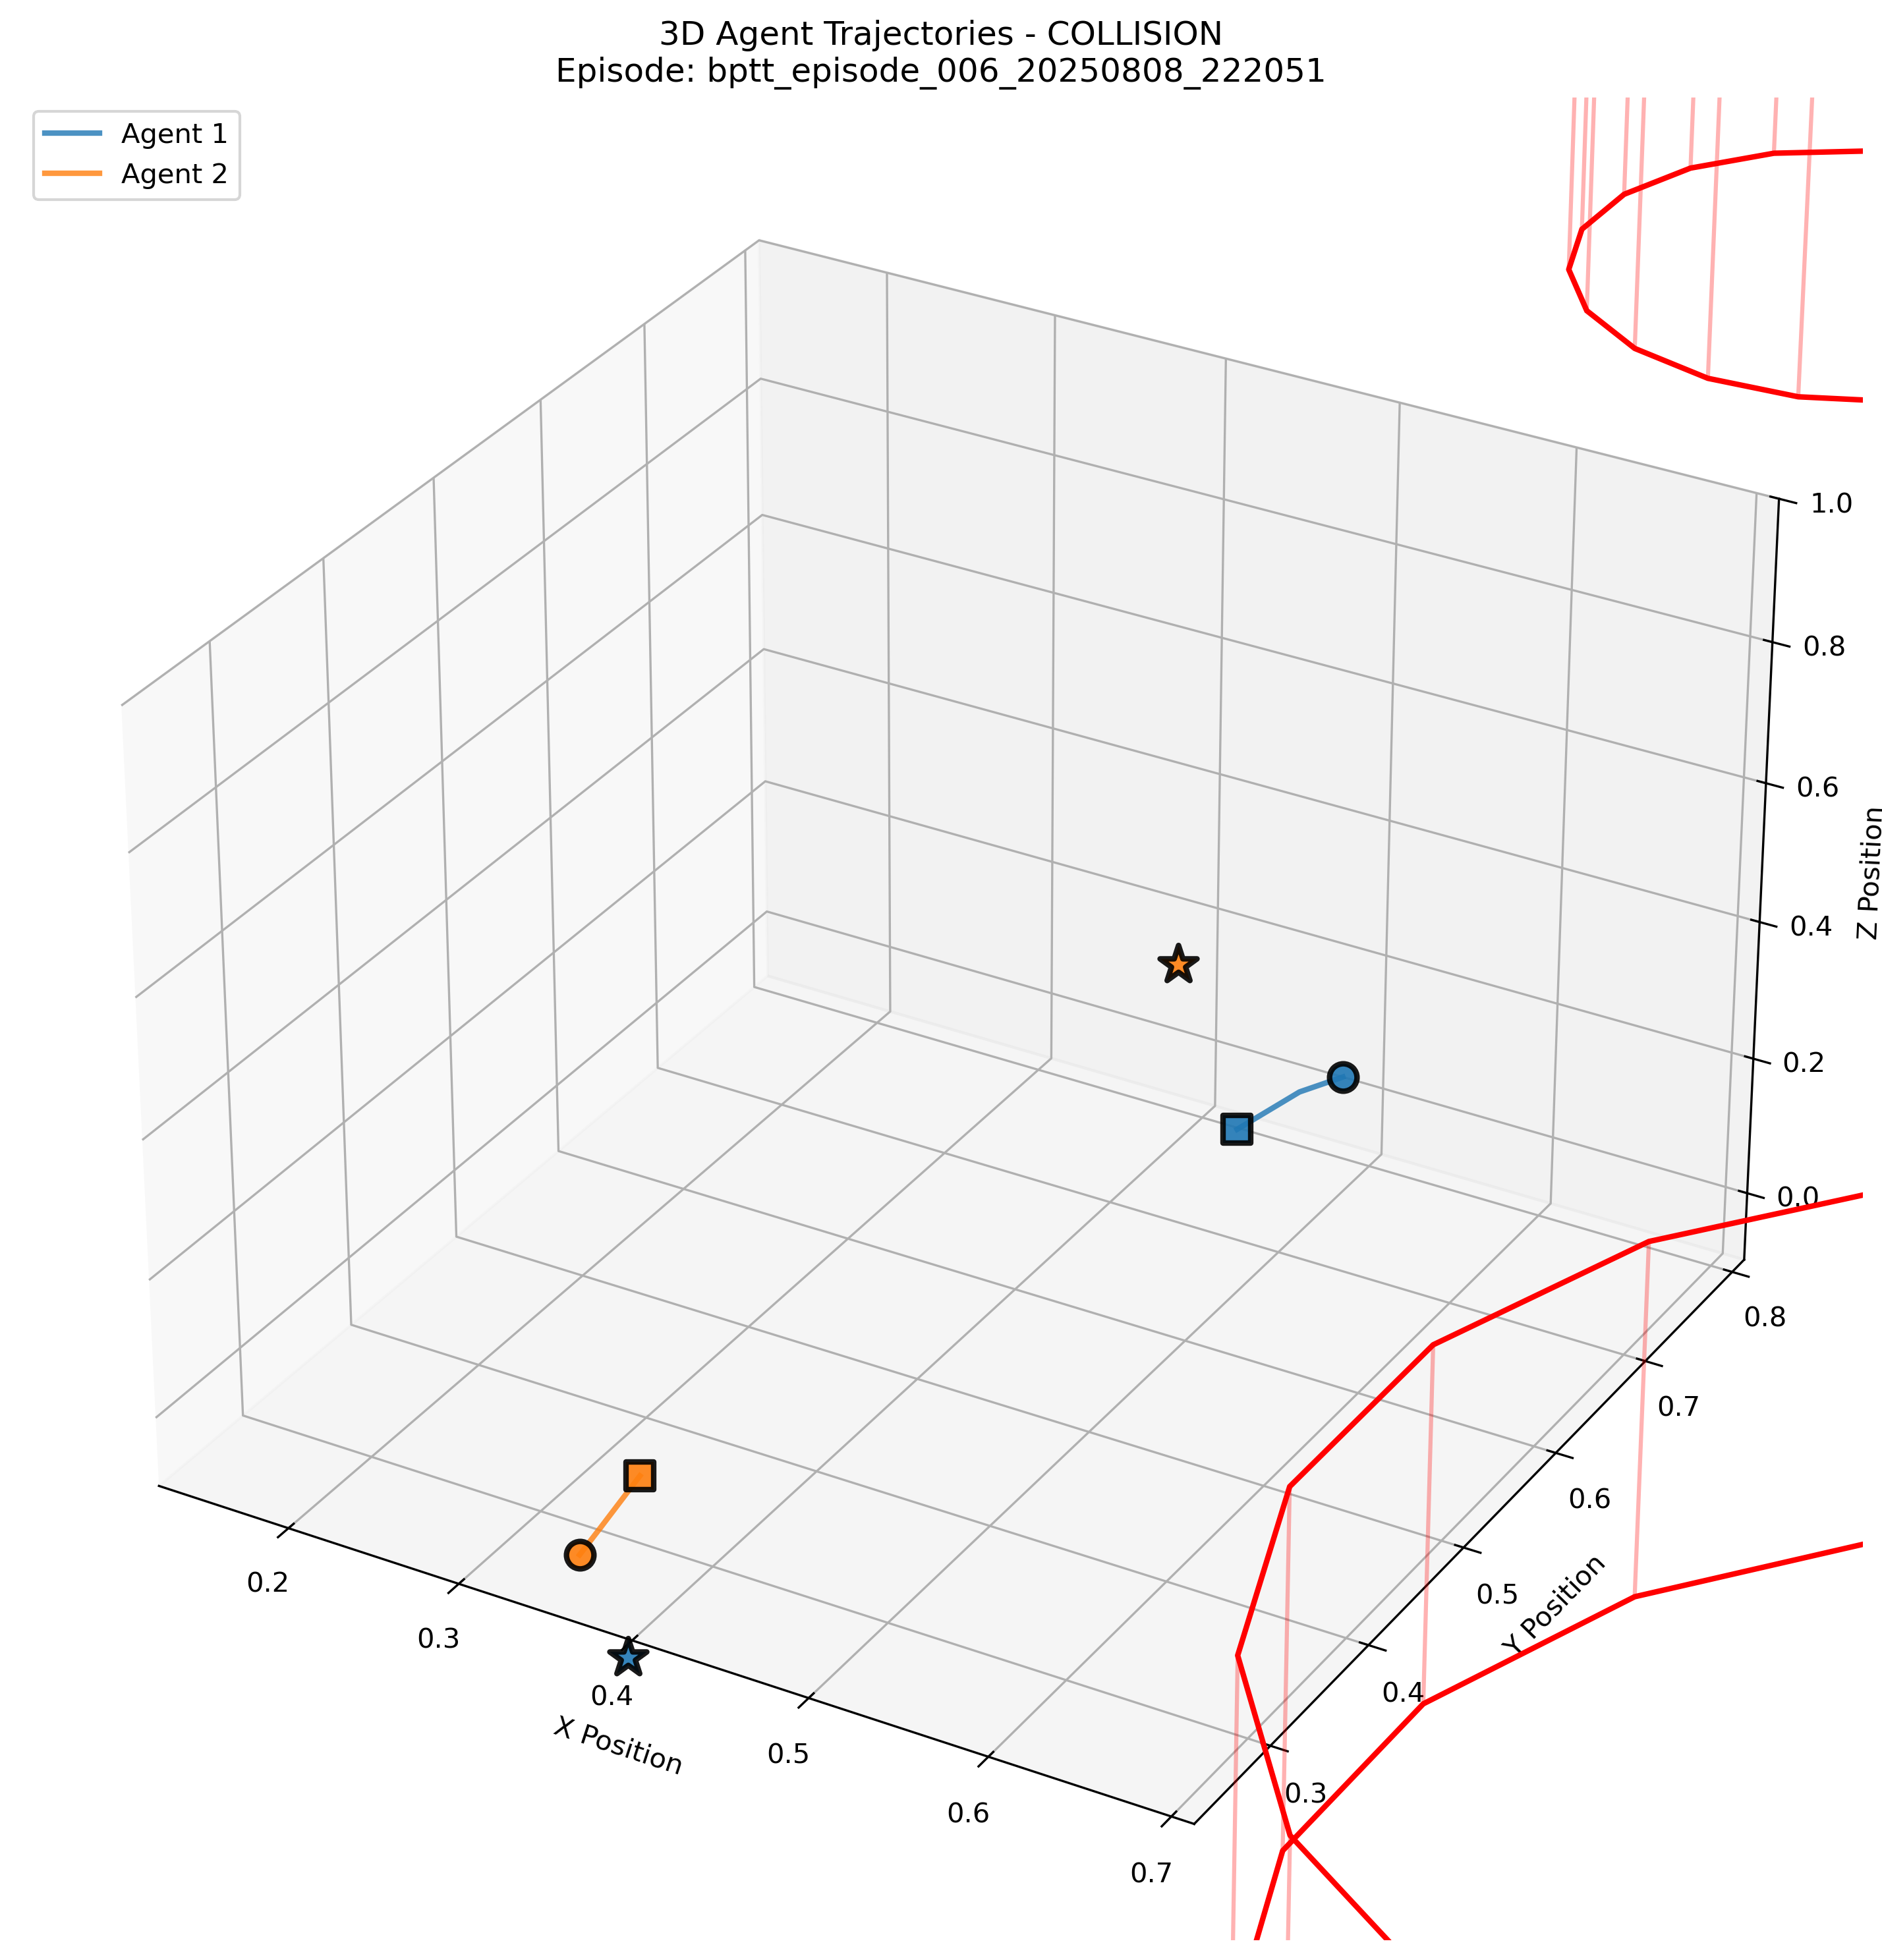 3D Agent Trajectories - COLLISION
Episode: bptt_episode_006_20250808_222051
Agent 1
Agent 2
1.0
0.8
0.6
0.4
0.2
0.0
Z Position
0.8
0.7
0.6
0.5
0.4
0.3
Y Position
0.2
0.3
0.4
0.5
0.6
0.7
X Position